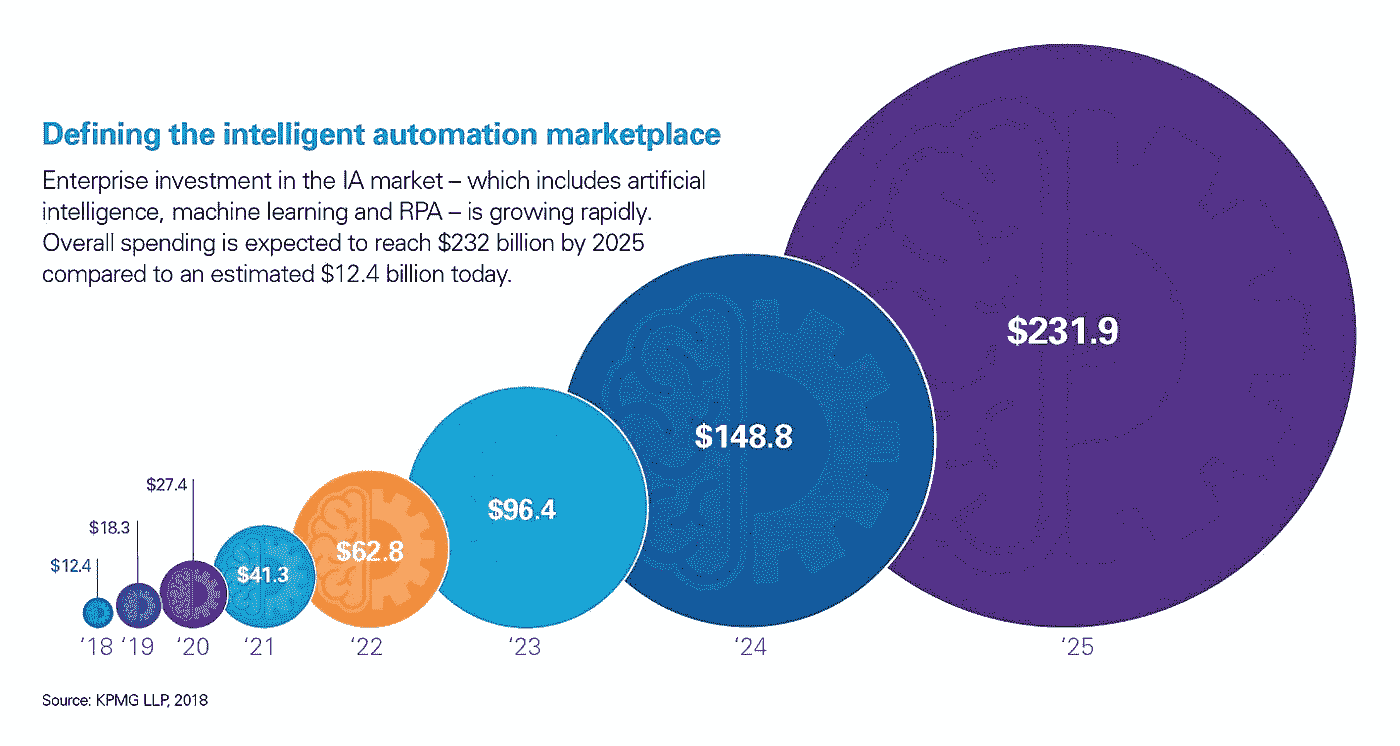 Defining the intelligent automation marketplace
Enterprise investment in the IA market – which includes artificial
intelligence, machine learning and RPA – is growing rapidly.
Overall spending is expected to reach $232 billion by 2025
compared to an estimated $12.4 billion today.
$12.4
$18.3
$27.4
$41.3
$62.8
$96.4
$148.8
$231.9
‘18 ‘19 ‘20 ‘21 ‘22 ‘23 ‘24 ‘25
Source: KPMG LLP, 2018